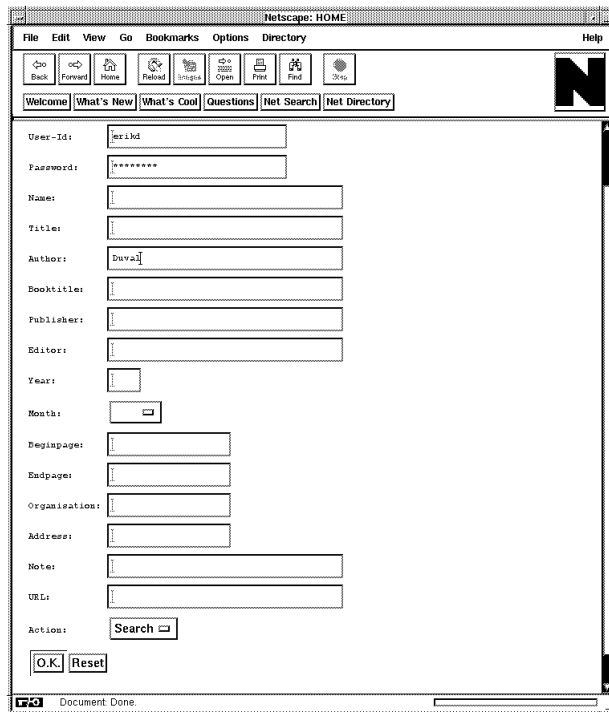 Netscape: HOME
File Edit View Go Bookmarks Options Directory Help
Back Forward Home Reload Images Open Print Find Stop
N
Welcome What's New What's Cool Questions Net Search Net Directory
User-Id: erikd
Password: ********
Name:
Title:
Author: Duval
Booktitle:
Publisher:
Editor:
Year:
Month:
Beginpage:
Endpage:
Organisation:
Address:
Note:
URL:
Action: Search
O.K. Reset
Document: Done.